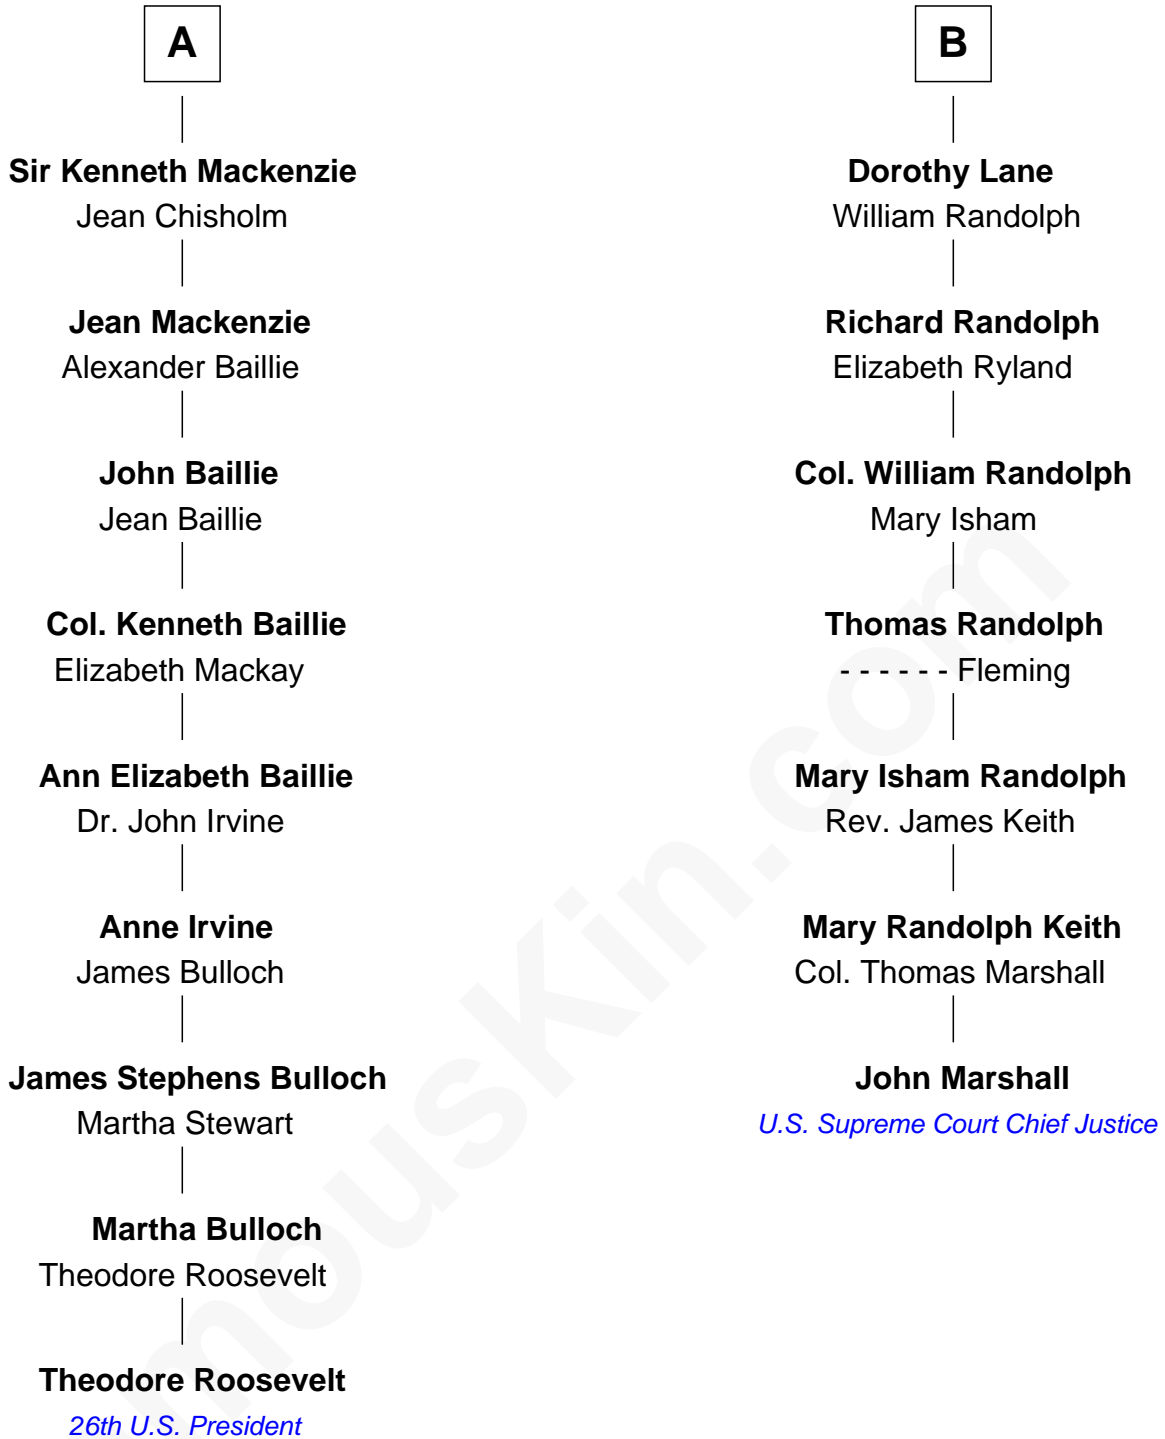 A
Sir Kenneth Mackenzie
Jean Chisholm
Jean Mackenzie
Alexander Baillie
John Baillie
Jean Baillie
Col. Kenneth Baillie
Elizabeth Mackay
Ann Elizabeth Baillie
Dr. John Irvine
Anne Irvine
James Bulloch
James Stephens Bulloch
Martha Stewart
Martha Bulloch
Theodore Roosevelt
Theodore Roosevelt
26th U.S. President
B
Dorothy Lane
William Randolph
Richard Randolph
Elizabeth Ryland
Col. William Randolph
Mary Isham
Thomas Randolph
- - - - - - Fleming
Mary Isham Randolph
Rev. James Keith
Mary Randolph Keith
Col. Thomas Marshall
John Marshall
U.S. Supreme Court Chief Justice
mouskin.com